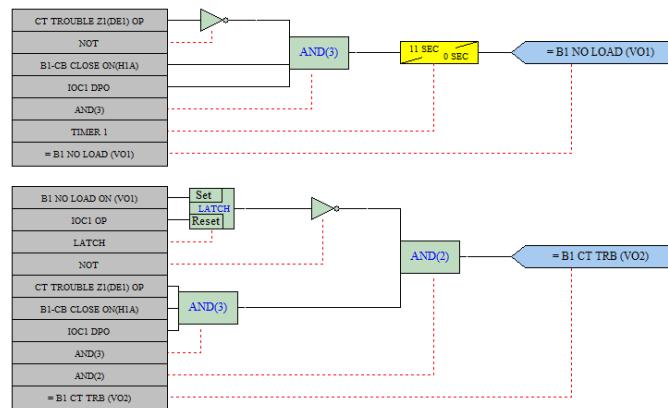 CT TROUBLE Z1(DE1) OP
NOT
B1-CB CLOSE ON(H1A)
IOC1 DPO
AND(3)
TIMER 1
= B1 NO LOAD (VO1)
AND(3)
11 SEC
0 SEC
= B1 NO LOAD (VO1)
B1 NO LOAD ON (VO1)
IOC1 OP
LATCH
NOT
CT TROUBLE Z1(DE1) OP
B1-CB CLOSE ON(H1A)
IOC1 DPO
AND(3)
AND(2)
= B1 CT TRB (VO2)
Set
LATCH
Reset
AND(3)
AND(2)
= B1 CT TRB (VO2)